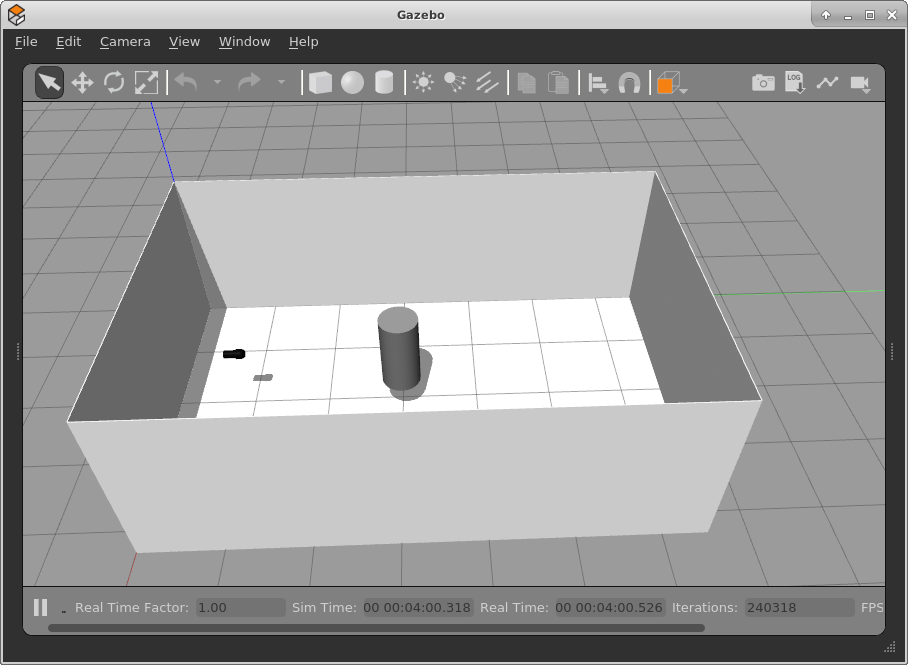 Gazebo
File Edit Camera View Window Help
LOG
Real Time Factor: 1.00 Sim Time: 00 00:04:00.318 Real Time: 00 00:04:00.526 Iterations: 240318 FPS